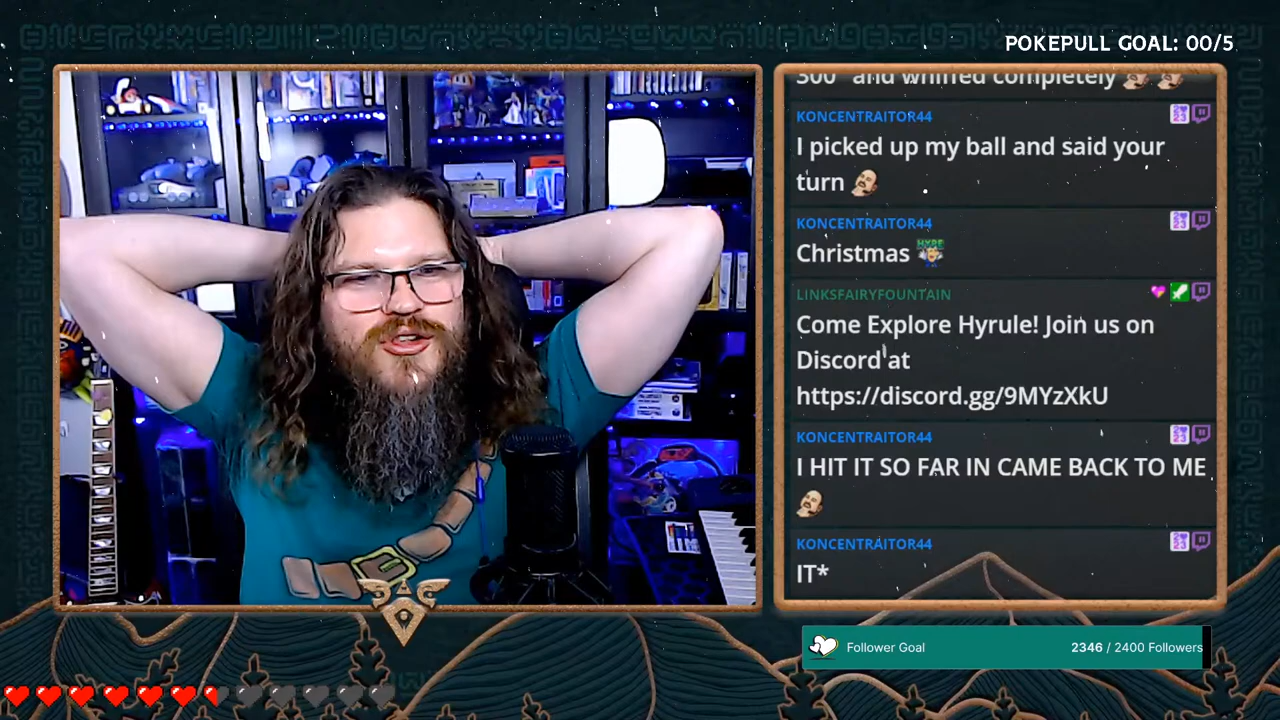 POKEPULL GOAL: 00/5
300 and whiffed completely
KONCENTRAITOR44
I picked up my ball and said your
turn
KONCENTRAITOR44
Christmas
HYPE
LINKSFAIRYFOUNTAIN
Come Explore Hyrule! Join us on
Discord at
https://discord.gg/9MYzXkU
KONCENTRAITOR44
I HIT IT SO FAR IN CAME BACK TO ME
KONCENTRAITOR44
IT*
Follower Goal
2346 / 2400 Followers